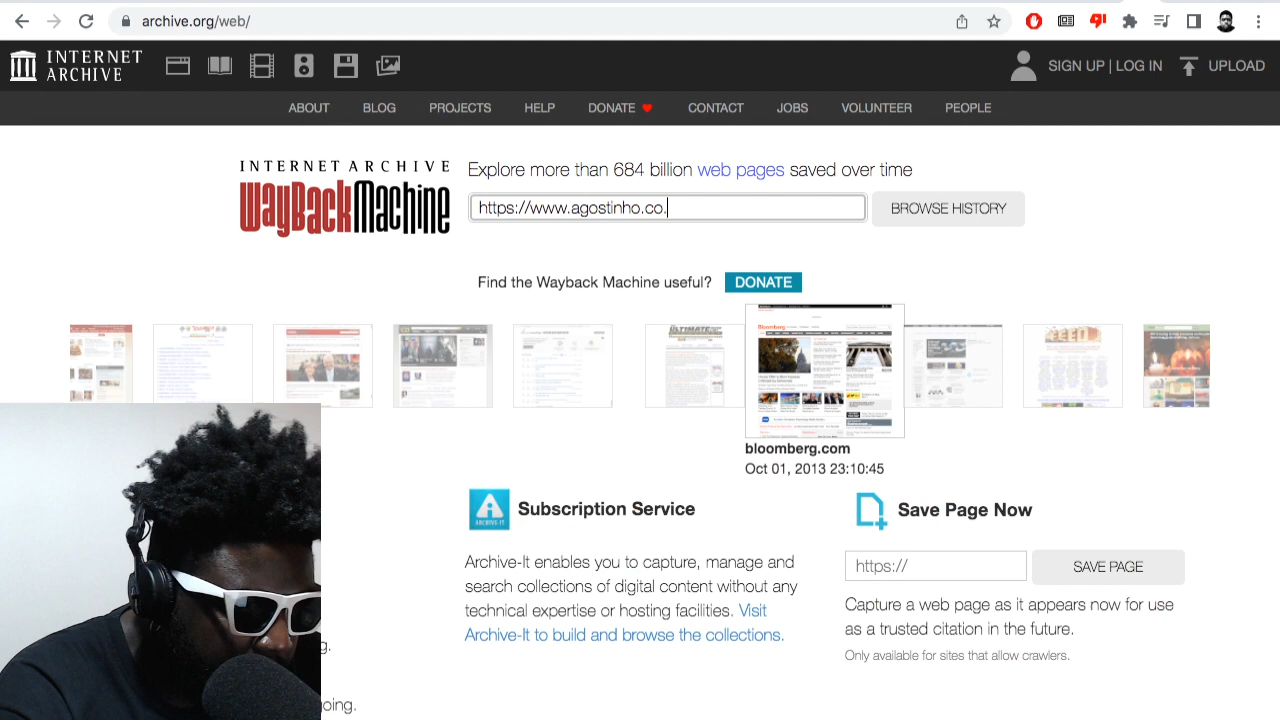 archive.org/web/
INTERNET ARCHIVE
SIGN UP | LOG IN UPLOAD
ABOUT BLOG PROJECTS HELP DONATE CONTACT JOBS VOLUNTEER PEOPLE
INTERNET ARCHIVE
WayBackMachine
Explore more than 684 billion web pages saved over time
https://www.agostinho.co.
BROWSE HISTORY
Find the Wayback Machine useful? DONATE
Bloomberg
bloomberg.com
Oct 01, 2013 23:10:45
ARCHIVE-IT
Subscription Service
Archive-It enables you to capture, manage and
search collections of digital content without any
technical expertise or hosting facilities. Visit
Archive-It to build and browse the collections.
Save Page Now
https://
SAVE PAGE
Capture a web page as it appears now for use
as a trusted citation in the future.
Only available for sites that allow crawlers.